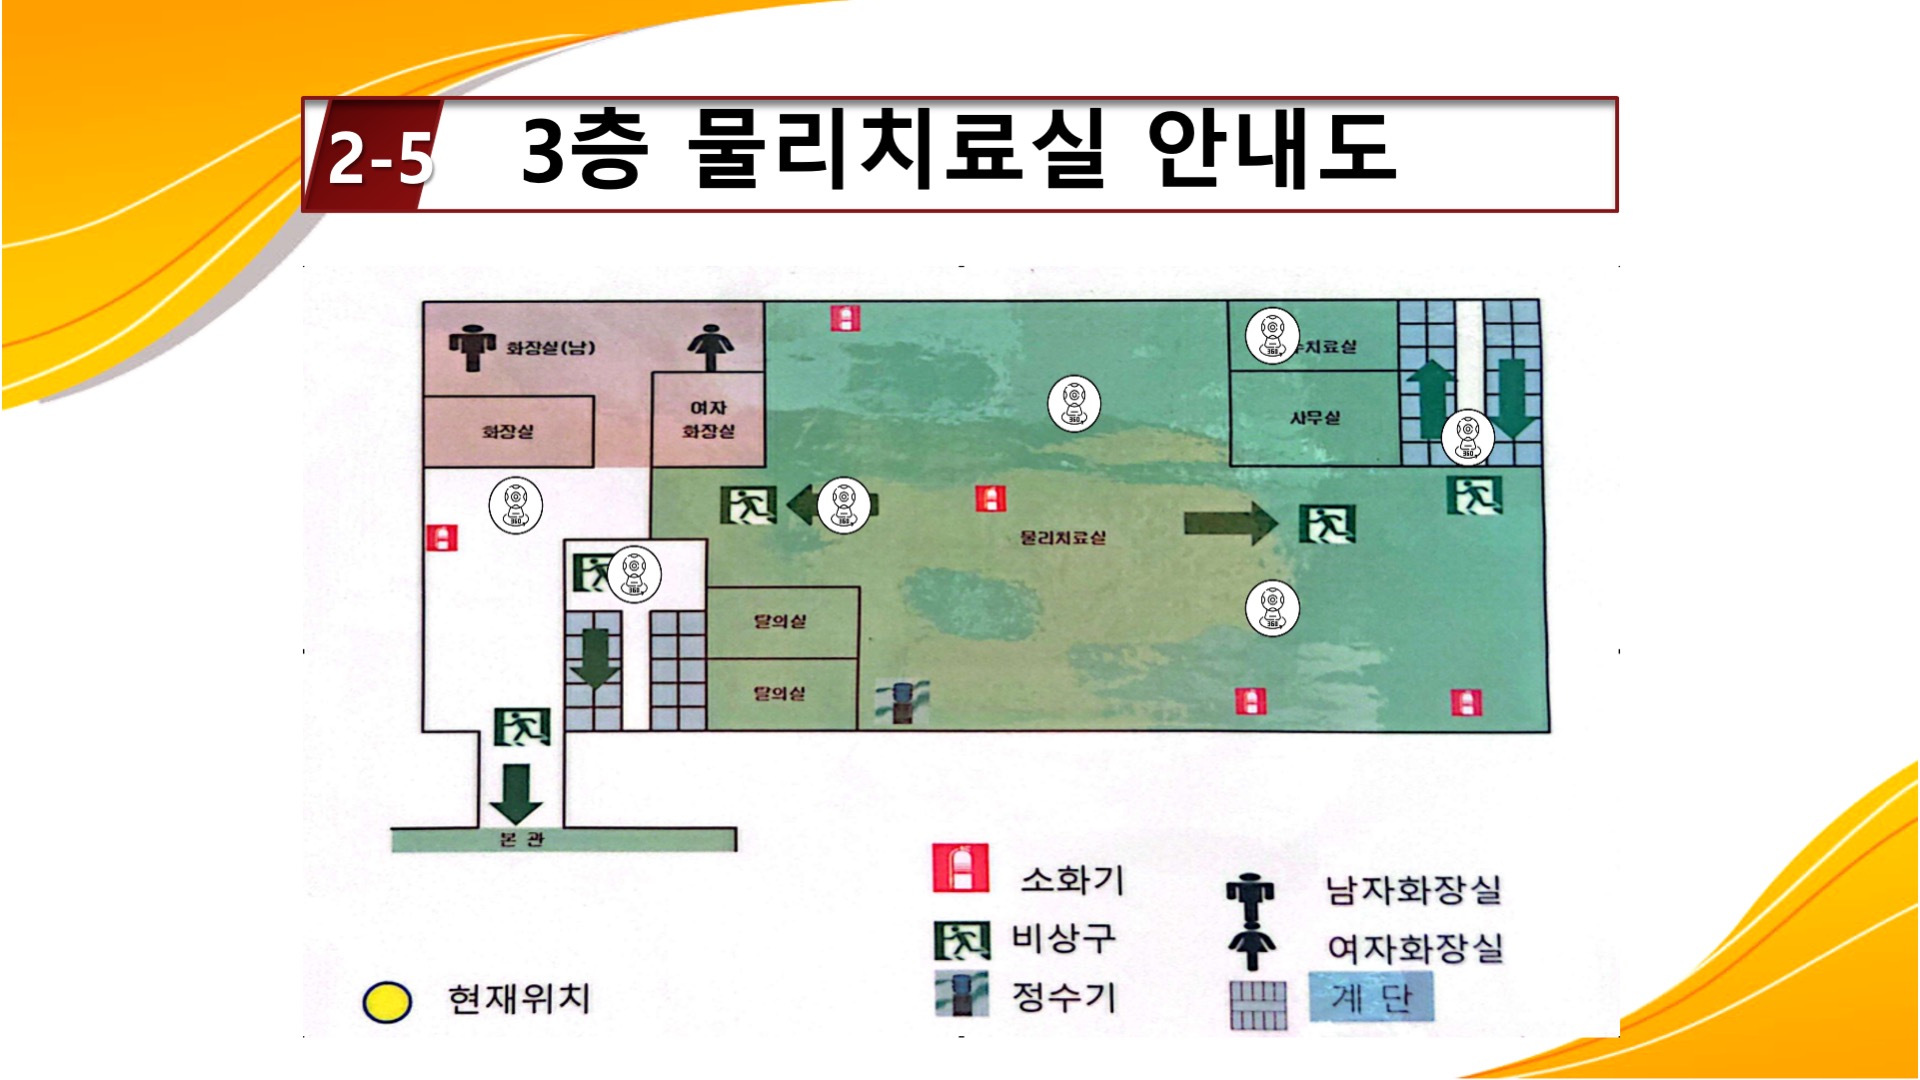 2-5 3층 물리치료실 안내도
화장실(남)
수치료실
여자
화장실
화장실
사무실
물리치료실
탈의실
탈의실
본 관
소화기
남자화장실
비상구
여자화장실
현재위치
정수기
계 단